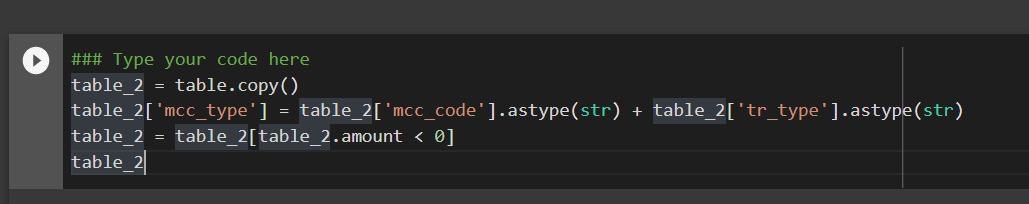 ### Type your code here
table_2 = table.copy()
table_2['mcc_type'] = table_2['mcc_code'].astype(str) + table_2['tr_type'].astype(str)
table_2 = table_2[table_2.amount < 0]
table_2